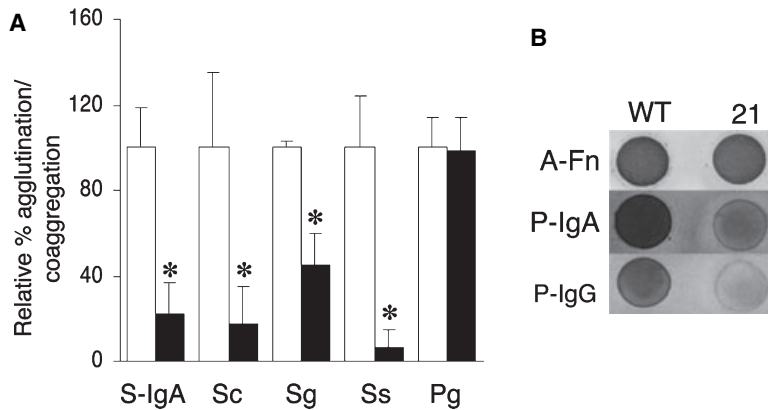 A
160
120
80
40
0
Relative % agglutination/
coaggregation
*
*
*
*
S-IgA Sc Sg Ss Pg
B
WT 21
A-Fn
P-IgA
P-IgG